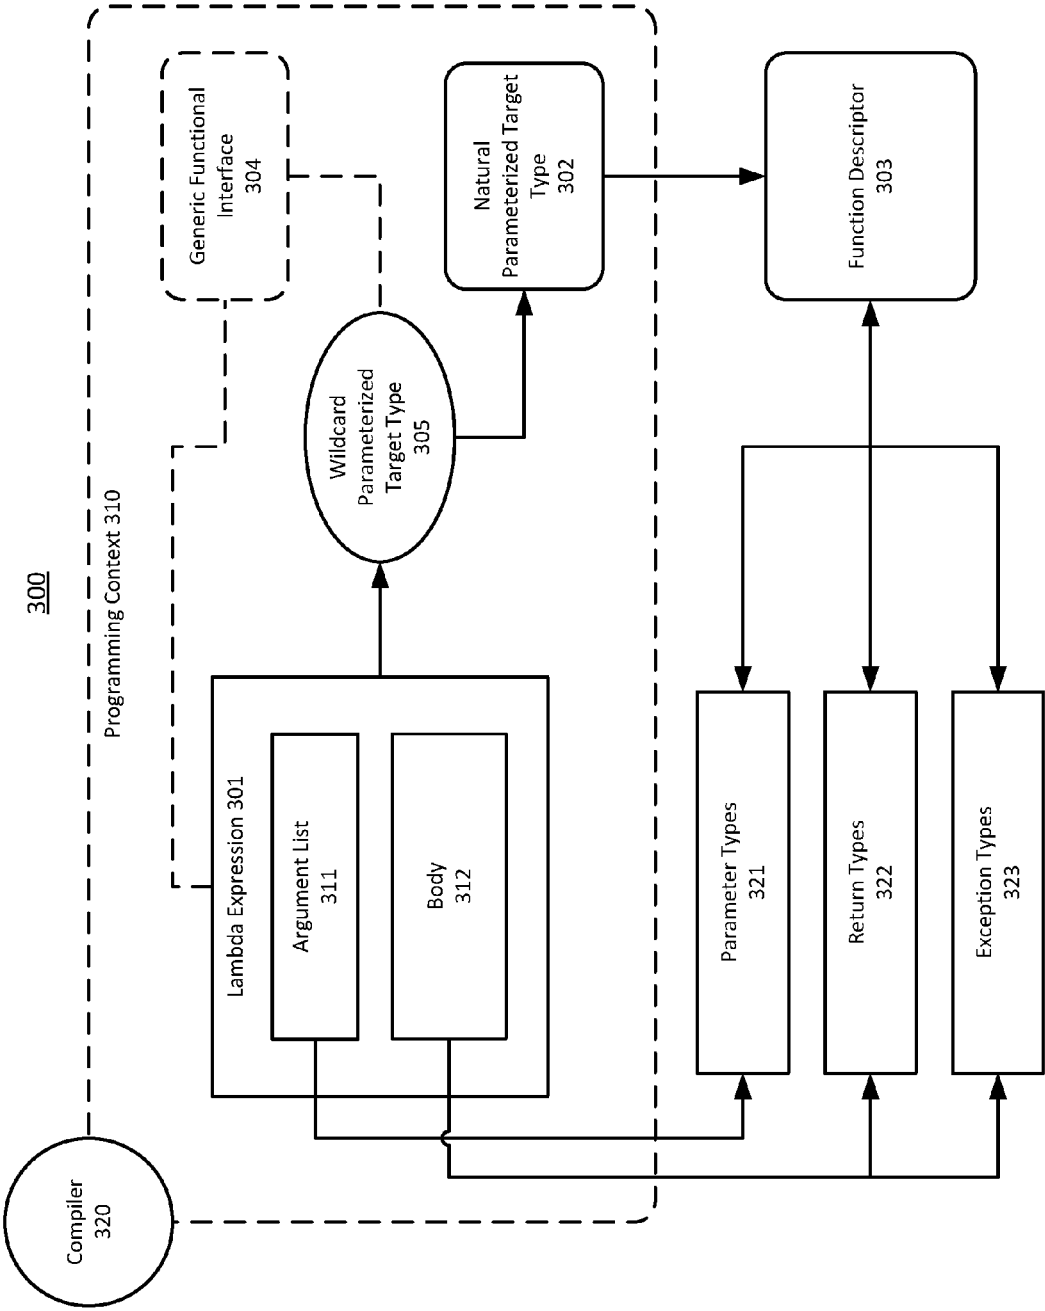 300
Compiler
320
Programming Context 310
Lambda Expression 301
Argument List
311
Body
312
Wildcard
Parameterized
Target Type
305
Generic Functional
Interface
304
Natural
Parameterized Target
Type
302
Function Descriptor
303
Parameter Types
321
Return Types
322
Exception Types
323